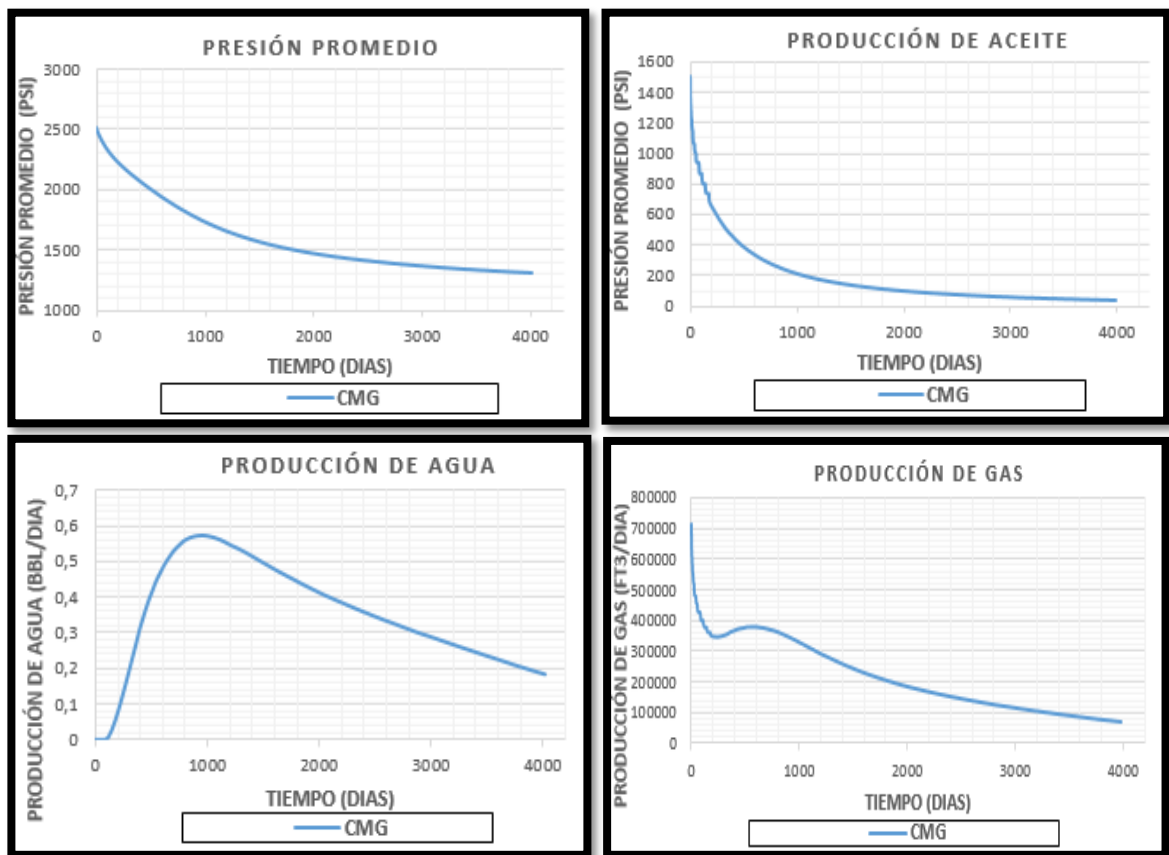 PRESIÓN PROMEDIO
PRESIÓN PROMEDIO (PSI)
3000
2500
2000
1500
1000
0 1000 2000 3000 4000
TIEMPO (DIAS)
CMG
PRODUCCIÓN DE ACEITE
PRESIÓN PROMEDIO (PSI)
1600
1400
1200
1000
800
600
400
200
0
0 1000 2000 3000 4000
TIEMPO (DIAS)
CMG
PRODUCCIÓN DE AGUA
PRODUCCIÓN DE AGUA (BBL/DIA)
0,7
0,6
0,5
0,4
0,3
0,2
0,1
0
0 1000 2000 3000 4000
TIEMPO (DIAS)
CMG
PRODUCCIÓN DE GAS
PRODUCCIÓN DE GAS (FT3/DIA)
800000
700000
600000
500000
400000
300000
200000
100000
0
0 1000 2000 3000 4000
TIEMPO (DIAS)
CMG